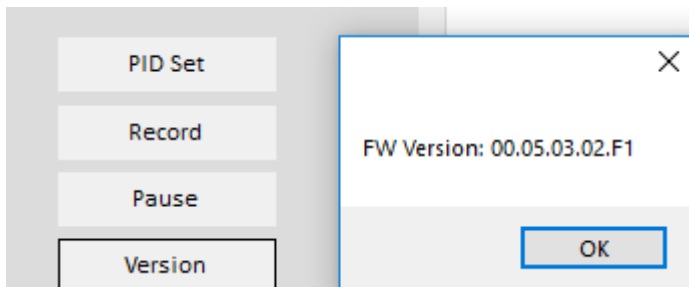 PID Set
Record
Pause
Version
FW Version: 00.05.03.02.F1
OK